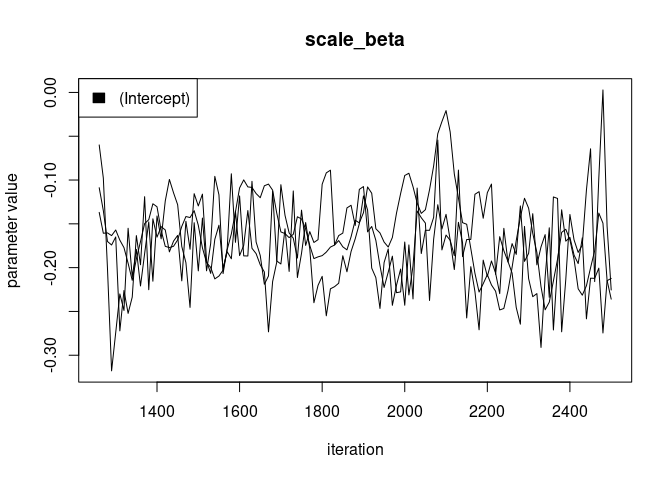 scale_beta
(Intercept)
0.00
-0.10
-0.20
-0.30
parameter value
1400 1600 1800 2000 2200 2400
iteration